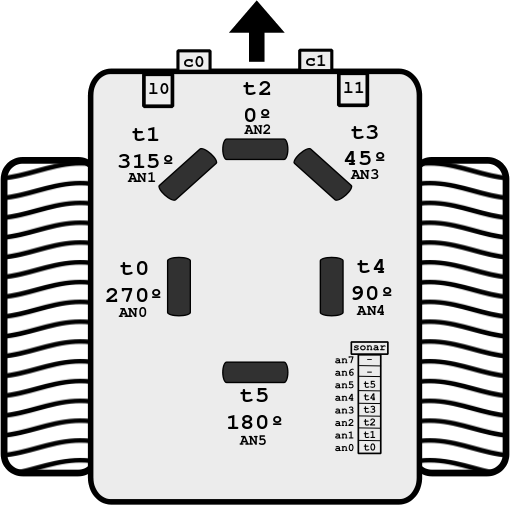 c0 c1
l0 l1
t2
0º
AN2
t1
315º
AN1
t3
45º
AN3
t0
270º
AN0
t4
90º
AN4
t5
180º
AN5
sonar
an7 -
an6 -
an5 t5
an4 t4
an3 t3
an2 t2
an1 t1
an0 t0